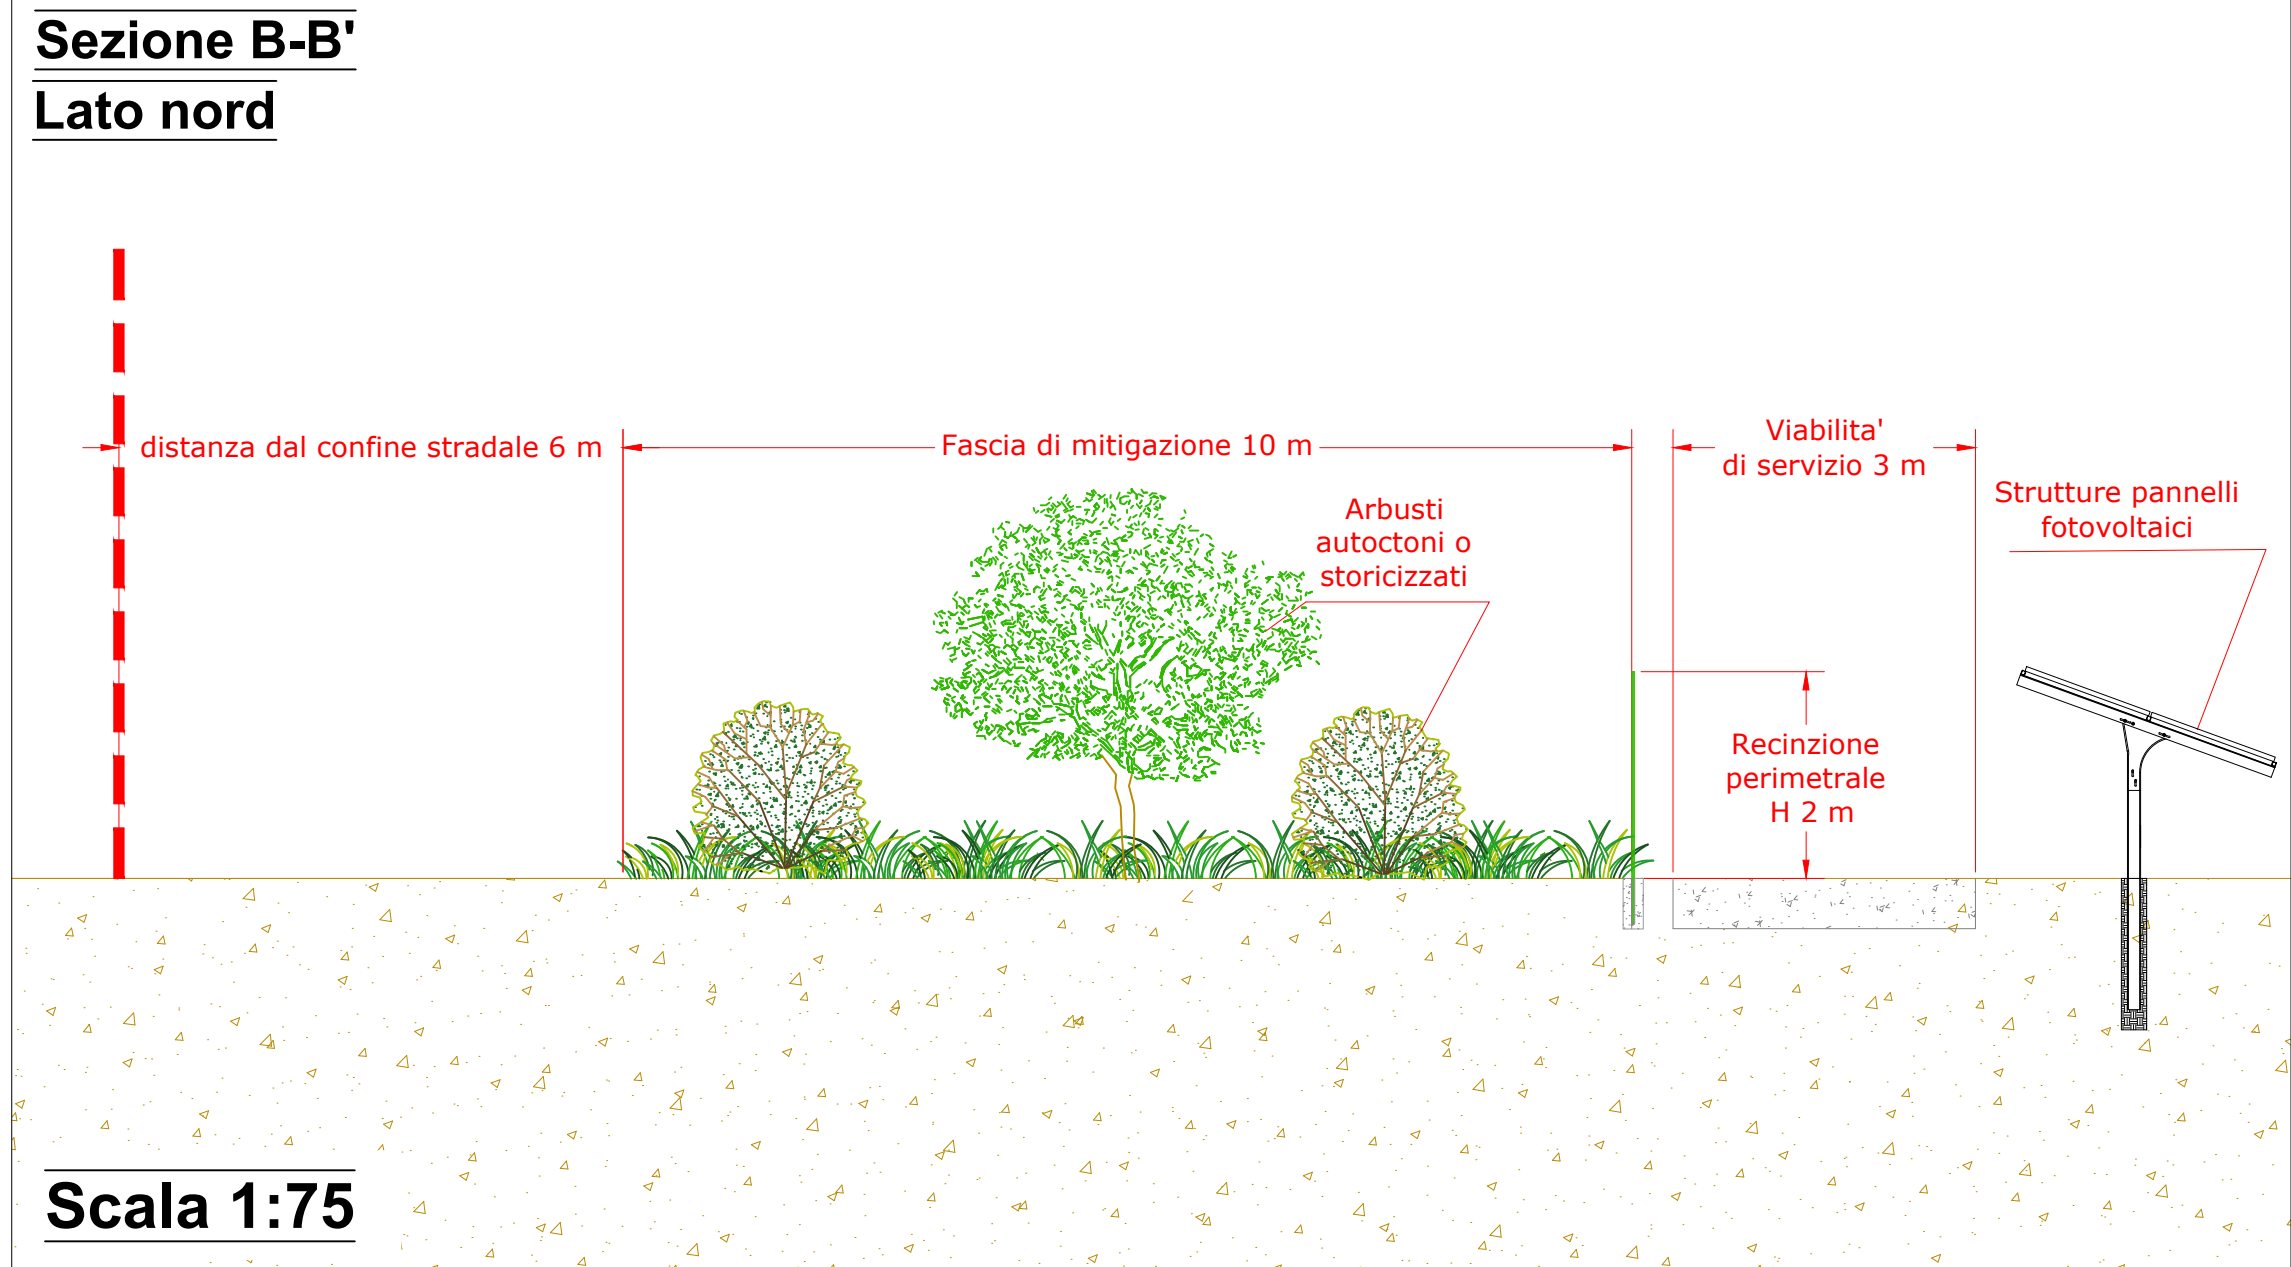 Sezione B-B'
Lato nord
distanza dal confine stradale 6 m
Fascia di mitigazione 10 m
Viabilita'
di servizio 3 m
Arbusti
autoctoni o
storicizzati
Strutture pannelli
fotovoltaici
Recinzione
perimetrale
H 2 m
Scala 1:75